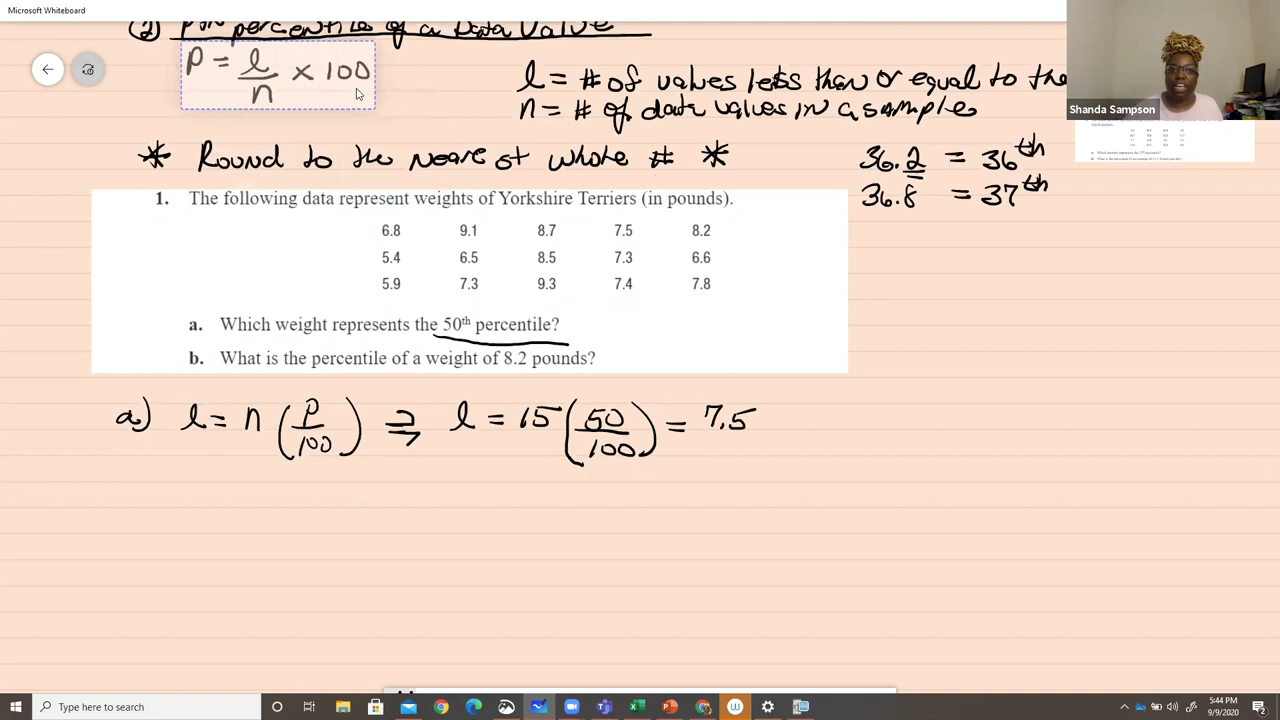 Microsoft Whiteboard
(2) P percentile of a Data Value
P = l/n × 100
l = # of values less than or equal to the
n = # of data values in a sample
Shanda Sampson
* Round to the nearest whole # *
36.2 = 36th
36.8 = 37th
1. The following data represent weights of Yorkshire Terriers (in pounds).
6.8 9.1 8.7 7.5 8.2
5.4 6.5 8.5 7.3 6.6
5.9 7.3 9.3 7.4 7.8
a. Which weight represents the 50th percentile?
b. What is the percentile of a weight of 8.2 pounds?
a.) l = n (P/100) ⇒ l = 15 (50/100) = 7.5
Type here to search
5:44 PM
9/9/2020